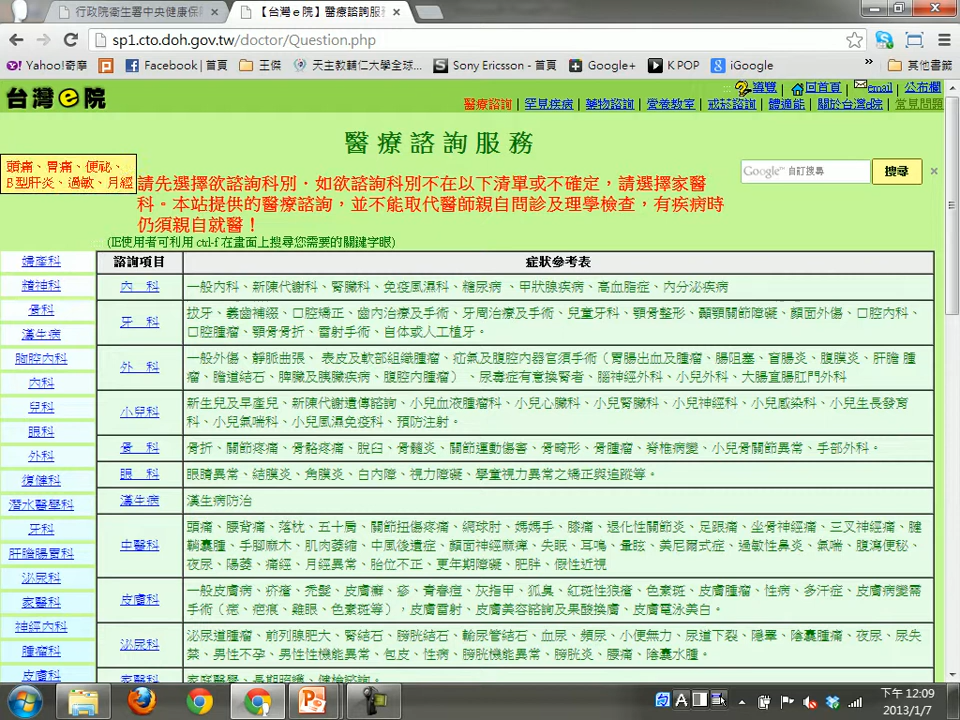 行政院衛生署中央健康保
【台灣e院】醫療諮詢服
sp1.cto.doh.gov.tw/doctor/Question.php
Yahoo!奇摩
Facebook | 首頁
王傑
天主教輔仁大學全球...
Sony Ericsson - 首頁
Google+
K POP
iGoogle
其他書籤
台灣e院
導覽 | 回首頁 | email | 公布欄
醫療諮詢 | 罕見疾病 | 藥物諮詢 | 營養教室 | 戒菸諮詢 | 體適能 | 關於台灣e院 | 常見問題
醫療諮詢服務
頭痛、胃痛、便祕、
B型肝炎、過敏、月經
Google™ 自訂搜尋
搜尋
請先選擇欲諮詢科別‧如欲諮詢科別不在以下清單或不確定，請選擇家醫
科。本站提供的醫療諮詢，並不能取代醫師親自問診及理學檢查，有疾病時
仍須親自就醫！
(IE使用者可利用 ctrl-f 在畫面上搜尋您需要的關鍵字眼)
婦產科
精神科
骨科
漢生病
胸腔內科
內科
兒科
眼科
外科
復健科
潛水醫學科
牙科
肝膽腸胃科
泌尿科
家醫科
神經內科
腫瘤科
皮膚科
諮詢項目
症狀參考表
內 科
一般內科、新陳代謝科、腎臟科、免疫風濕科、糖尿病 、甲狀腺疾病、高血脂症、內分泌疾病
牙 科
拔牙、義齒補綴、口腔矯正、齒內治療及手術、牙周治療及手術、兒童牙科、顎骨整形、顳顎關節障礙、顏面外傷、口腔內科、
口腔腫瘤、顎骨骨折、雷射手術、自体或人工植牙。
外 科
一般外傷、靜脈曲張、 表皮及軟部組織腫瘤、疝氣及腹腔內器官須手術（胃腸出血及腫瘤、腸阻塞、盲腸炎、腹膜炎、肝膽 腫
瘤、膽道結石、脾臟及胰臟疾病、腹腔內腫瘤） 、尿毒症有意換腎者、腦神經外科、小兒外科、大腸直腸肛門外科
小兒科
新生兒及早產兒、新陳代謝遺傳諮詢、小兒血液腫瘤科、小兒心臟科、小兒腎臟科、小兒神經科、小兒感染科、小兒生長發育
科、小兒氣喘科、小兒風濕免疫科、預防注射。
骨 科
骨折、關節疼痛、骨骼疼痛、脫臼、骨髓炎、關節運動傷害、骨畸形、骨腫瘤、脊椎病變、小兒骨關節異常、手部外科。
眼 科
眼睛異常、結膜炎、角膜炎、白內障、視力障礙、學童視力異常之矯正與追蹤等。
漢生病
漢生病防治
中醫科
頭痛、腰背痛、落枕、五十肩、關節扭傷疼痛、網球肘、媽媽手、膝痛、退化性關節炎、足跟痛、坐骨神經痛、三叉神經痛、腱
鞘囊腫、手腳麻木、肌肉萎縮、中風後遺症、顏面神經麻痺、失眠、耳鳴、暈眩、美尼爾式症、過敏性鼻炎、氣喘、腹瀉便秘、
夜尿、陽萎、痛經、月經異常、胎位不正、更年期障礙、肥胖、假性近視
皮膚科
一般皮膚病、疥瘡、禿髮、皮膚癬、疹、青春痘、灰指甲、狐臭、紅斑性狼瘡、色素斑、皮膚腫瘤、性病、多汗症、皮膚病變需
手術（痣、疤痕、雞眼、色素斑等），皮膚雷射、皮膚美容諮詢及果酸換膚、皮膚電泳美白。
泌尿科
泌尿道腫瘤、前列腺肥大、腎結石、膀胱結石、輸尿管結石、血尿、頻尿、小便無力、尿道下裂、隱睪、陰囊腫痛、夜尿、尿失
禁、男性不孕、男性性機能異常、包皮、性病、膀胱機能異常、膀胱炎、腰痛、陰囊水腫。
家醫科
家庭醫學、長期照護、健檢諮詢。
下午 12:09
2013/1/7